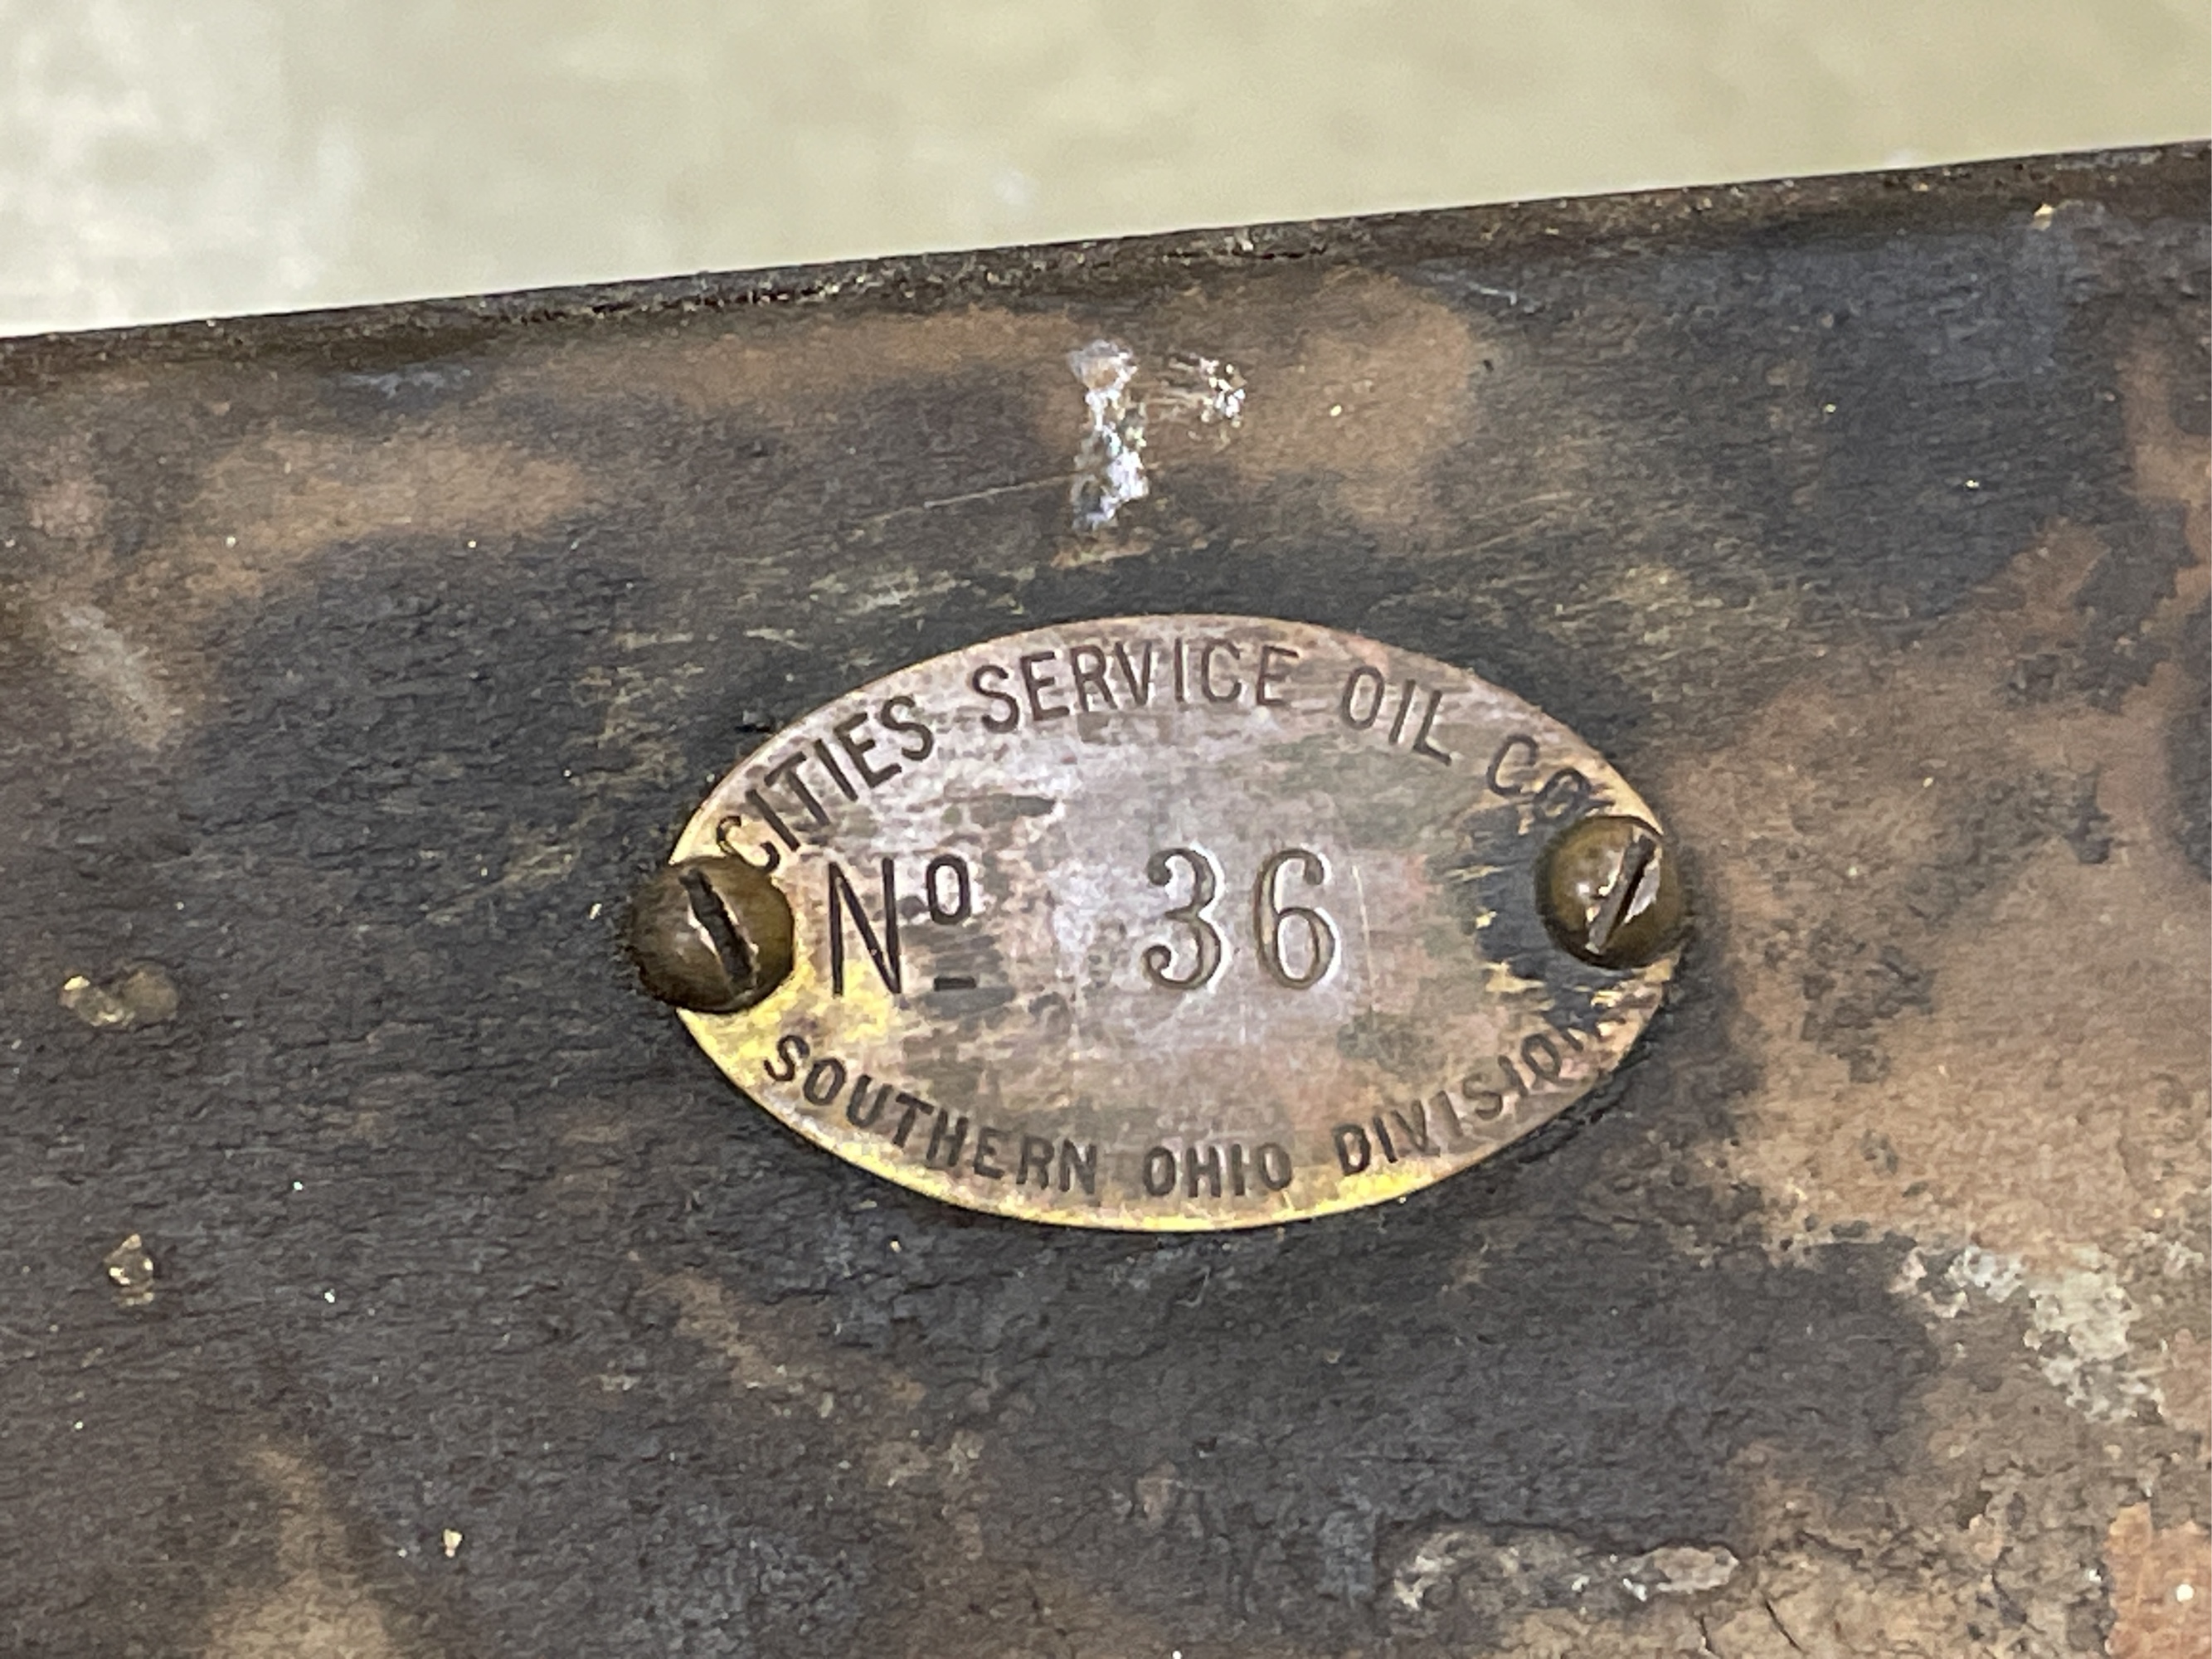 CITIES SERVICE OIL CO.
Nº 36
SOUTHERN OHIO DIVISION